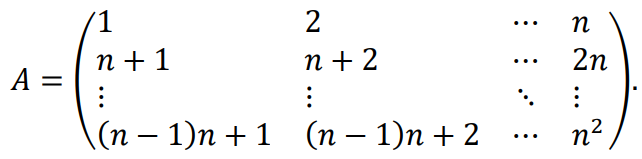 A = ( 1 2 ⋯ n
n + 1 n + 2 ⋯ 2n
⋮ ⋮ ⋱ ⋮
(n − 1)n + 1 (n − 1)n + 2 ⋯ n² ).